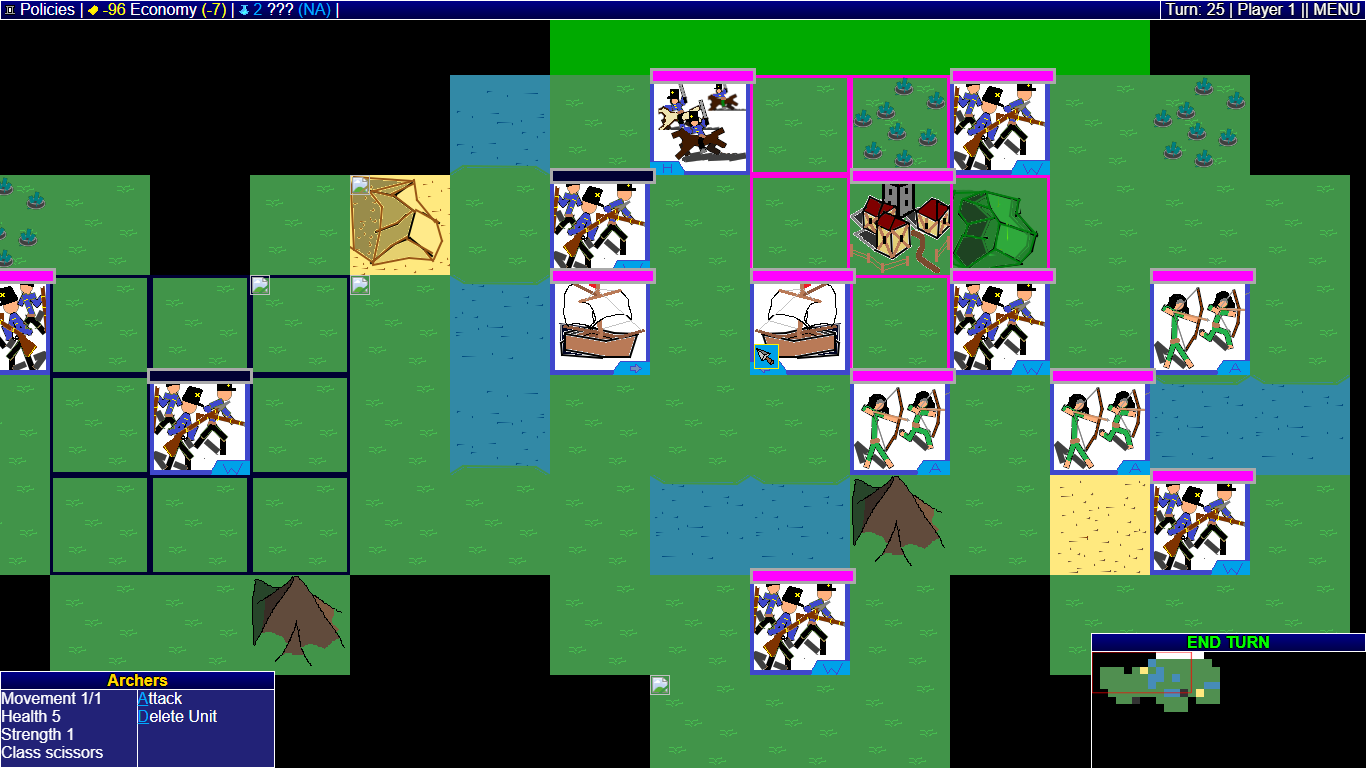 Policies | -96 Economy (-7) | 2 ??? (NA) |
Turn: 25 | Player 1 || MENU
H
W
W
W
A
W
A
A
W
W
END TURN
Archers
Movement 1/1
Health 5
Strength 1
Class scissors
Attack
Delete Unit